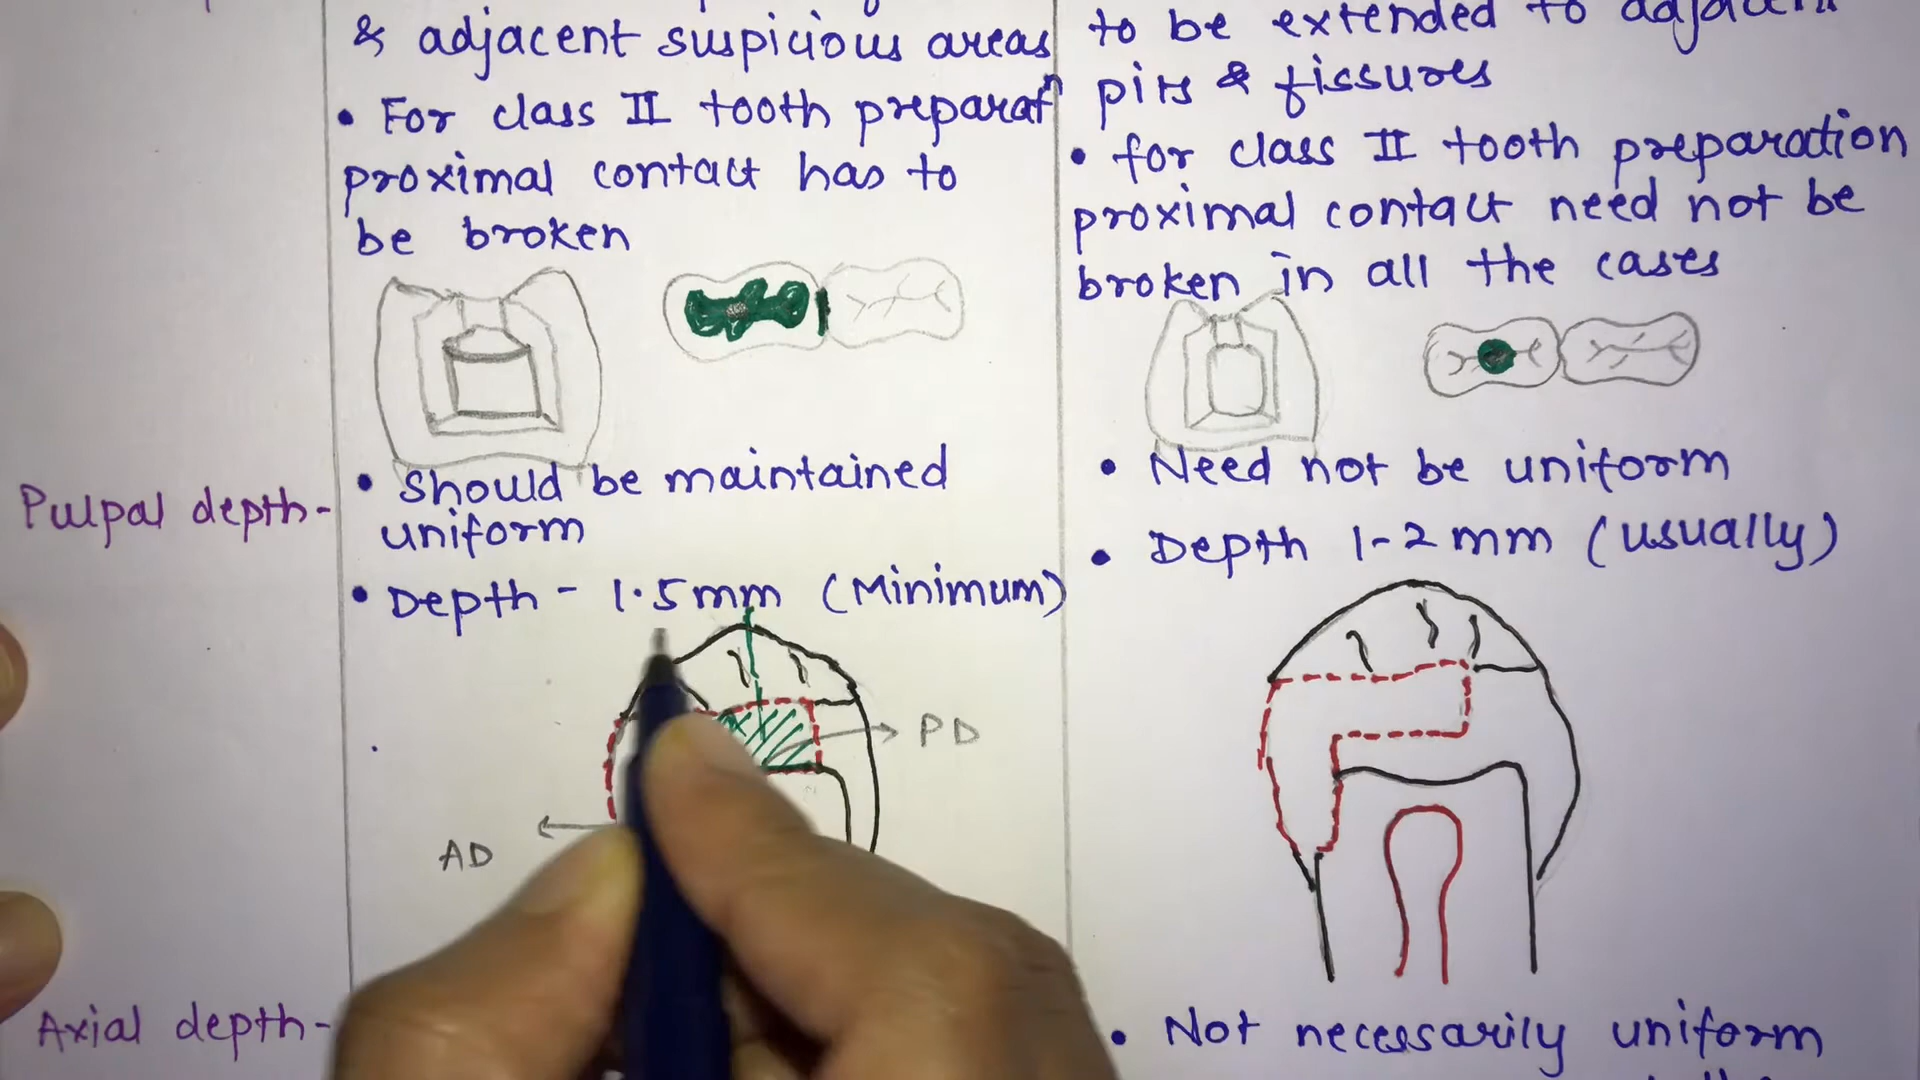 & adjacent suspicious areas
• For class II tooth preparatⁿ
proximal contact has to
be broken
to be extended to adjacent
pits & fissures
• for class II tooth preparation
proximal contact need not be
broken in all the cases
Pulpal depth-
• should be maintained
uniform
• Depth - 1.5mm (Minimum)
PD
AD
• Need not be uniform
• Depth 1-2mm (usually)
Axial depth-
• Not necessarily uniform